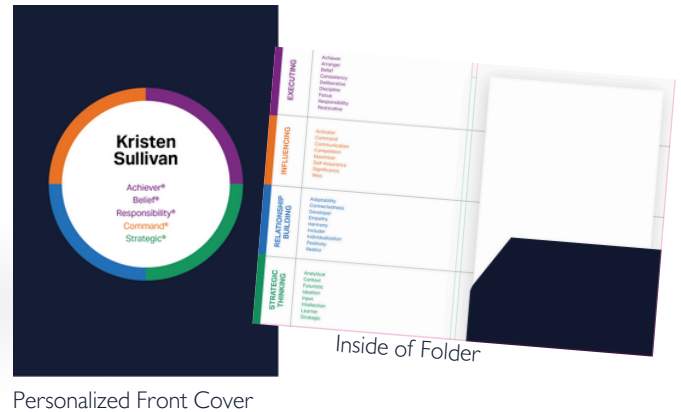 Kristen
Sullivan
Achiever®
Belief®
Responsibility®
Command®
Strategic®
EXECUTING
Achiever
Arranger
Belief
Consistency
Deliberative
Discipline
Focus
Responsibility
Restorative
INFLUENCING
Activator
Command
Communication
Competition
Maximizer
Self-Assurance
Significance
Woo
RELATIONSHIP
BUILDING
Adaptability
Connectedness
Developer
Empathy
Harmony
Includer
Individualization
Positivity
Relator
STRATEGIC
THINKING
Analytical
Context
Futuristic
Ideation
Input
Intellection
Learner
Strategic
Inside of Folder
Personalized Front Cover